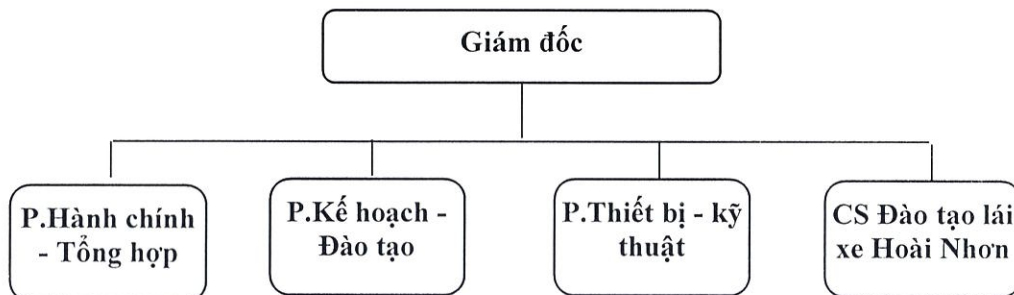 Giám đốc
P.Hành chính
- Tổng hợp
P.Kế hoạch -
Đào tạo
P.Thiết bị - kỹ
thuật
CS Đào tạo lái
xe Hoài Nhơn